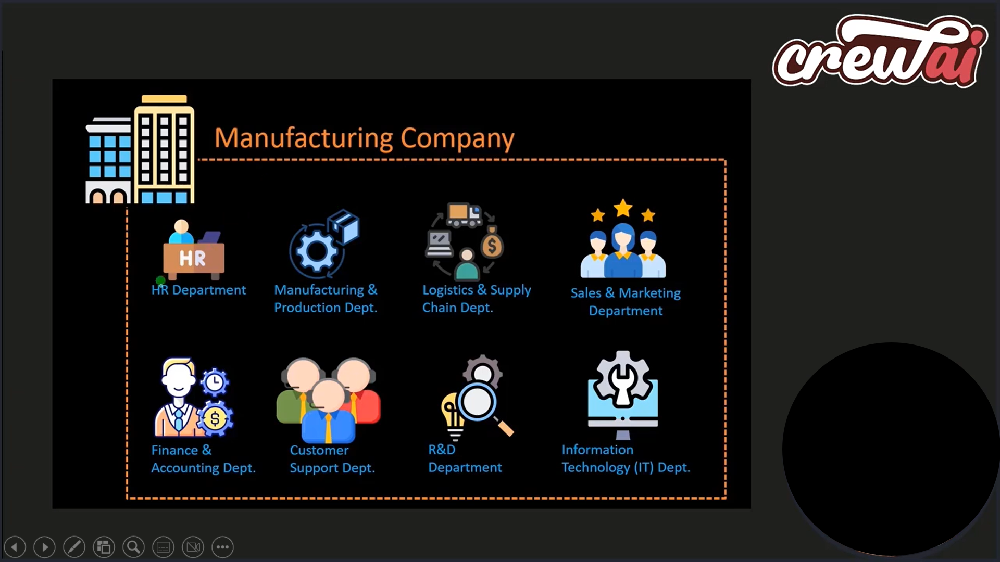 crewai
Manufacturing Company
HR
HR Department
Manufacturing &
Production Dept.
Logistics & Supply
Chain Dept.
$
Sales & Marketing
Department
$
Finance &
Accounting Dept.
Customer
Support Dept.
R&D
Department
Information
Technology (IT) Dept.